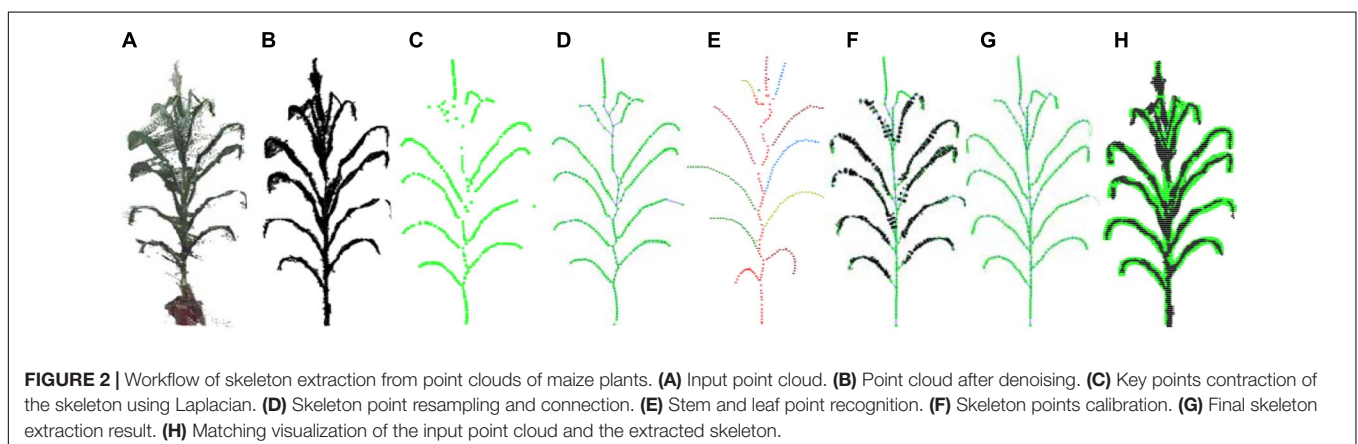 A B C D E F G H
FIGURE 2 | Workflow of skeleton extraction from point clouds of maize plants. (A) Input point cloud. (B) Point cloud after denoising. (C) Key points contraction of
the skeleton using Laplacian. (D) Skeleton point resampling and connection. (E) Stem and leaf point recognition. (F) Skeleton points calibration. (G) Final skeleton
extraction result. (H) Matching visualization of the input point cloud and the extracted skeleton.